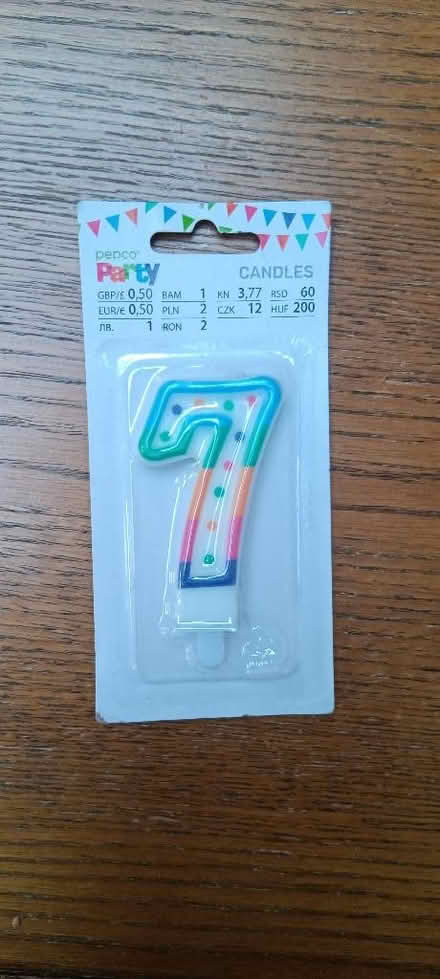 pepco®
Party
CANDLES
GBP/£ 0,50 BAM 1 KN 3,77 RSD 60
EUR/€ 0,50 PLN 2 CZK 12 HUF 200
ЛВ. 1 RON 2
7